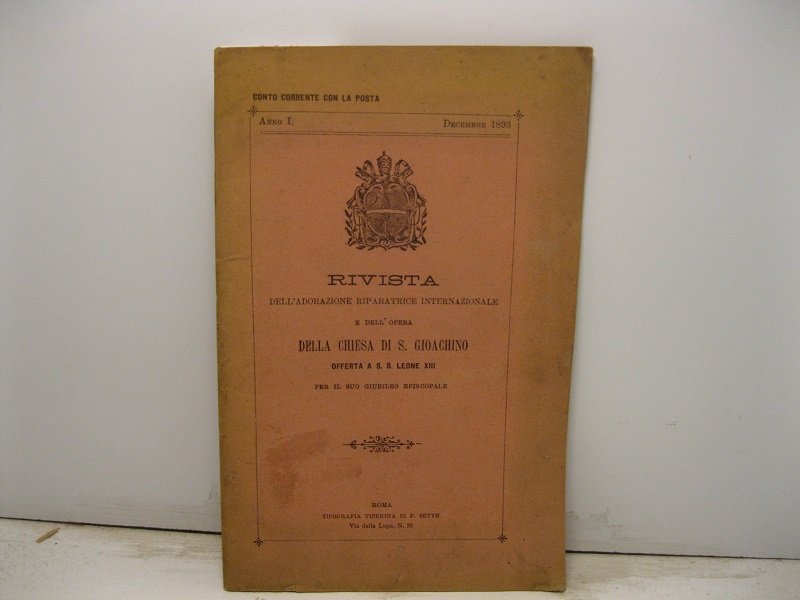 CONTO CORRENTE CON LA POSTA
ANNO I. DECEMBRE 1893
RIVISTA
DELL'ADORAZIONE RIPARATRICE INTERNAZIONALE
E DELL'OPERA
DELLA CHIESA DI S. GIOACHINO
OFFERTA A S. S. LEONE XIII
PER IL SUO GIUBILEO EPISCOPALE
ROMA
TIPOGRAFIA TIBERINA DI F. SETTH
Via della Lupa, N. 30